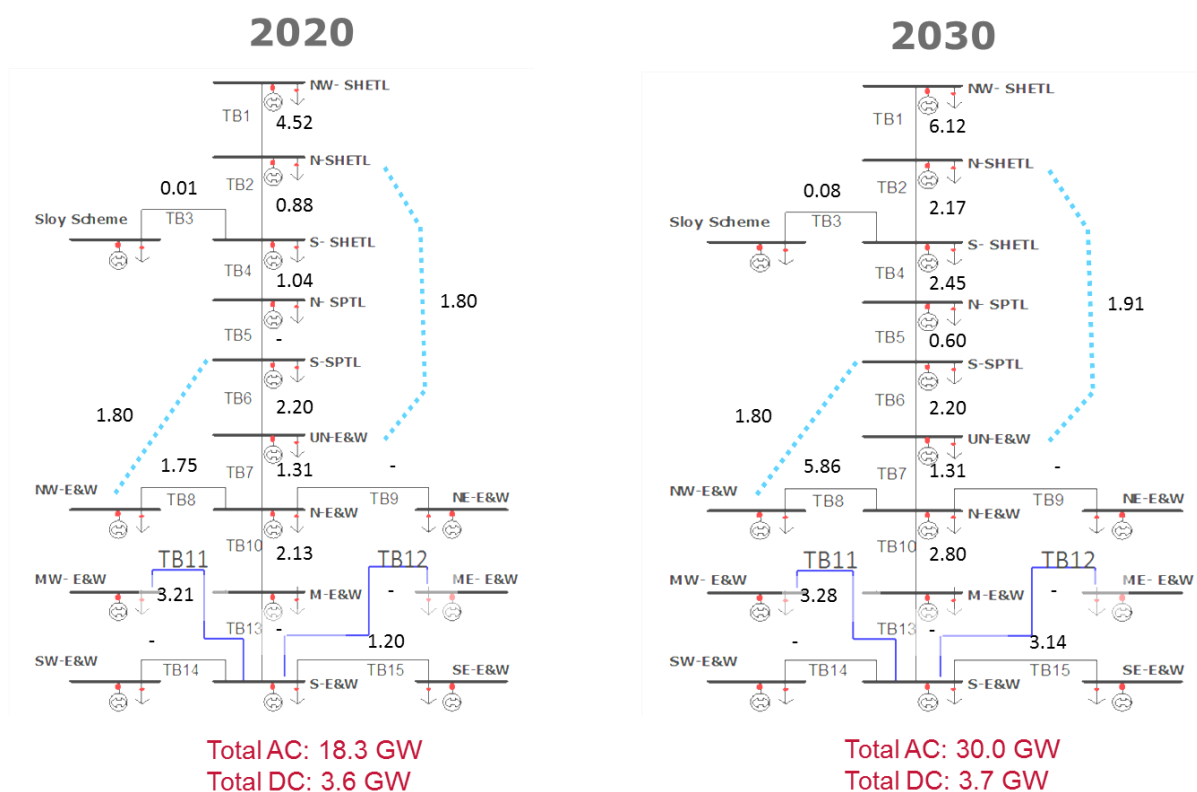 2020
NW- SHETL
TB1
4.52
N-SHETL
TB2
0.01
0.88
Sloy Scheme
TB3
S- SHETL
TB4
1.04
1.80
N- SPTL
TB5
-
S-SPTL
TB6
2.20
1.80
UN-E&W
1.75
TB7
1.31
-
NW-E&W
TB8
TB9
NE-E&W
N-E&W
TB10
2.13
TB11
TB12
MW- E&W
3.21
-
ME- E&W
M-E&W
TB13
-
-
1.20
SW-E&W
TB14
TB15
SE-E&W
S-E&W
Total AC: 18.3 GW
Total DC: 3.6 GW
2030
NW- SHETL
TB1
6.12
N-SHETL
TB2
0.08
2.17
Sloy Scheme
TB3
S- SHETL
TB4
2.45
1.91
N- SPTL
TB5
0.60
S-SPTL
TB6
2.20
1.80
UN-E&W
5.86
TB7
1.31
-
NW-E&W
TB8
TB9
NE-E&W
N-E&W
TB10
2.80
TB11
TB12
MW- E&W
3.28
-
ME- E&W
M-E&W
TB13
-
-
3.14
SW-E&W
TB14
TB15
SE-E&W
S-E&W
Total AC: 30.0 GW
Total DC: 3.7 GW